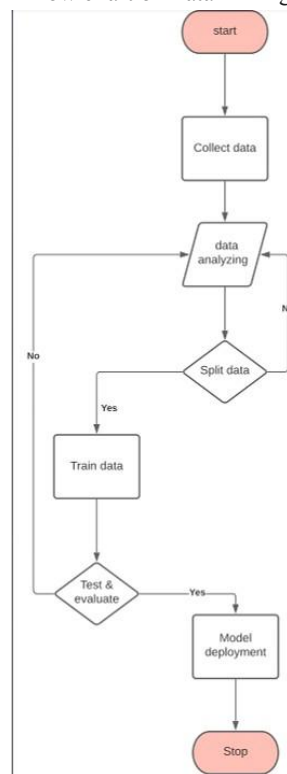 start
Collect data
data
analyzing
Split data
No
Yes
Train data
Test &
evaluate
Yes
Model
deployment
Stop